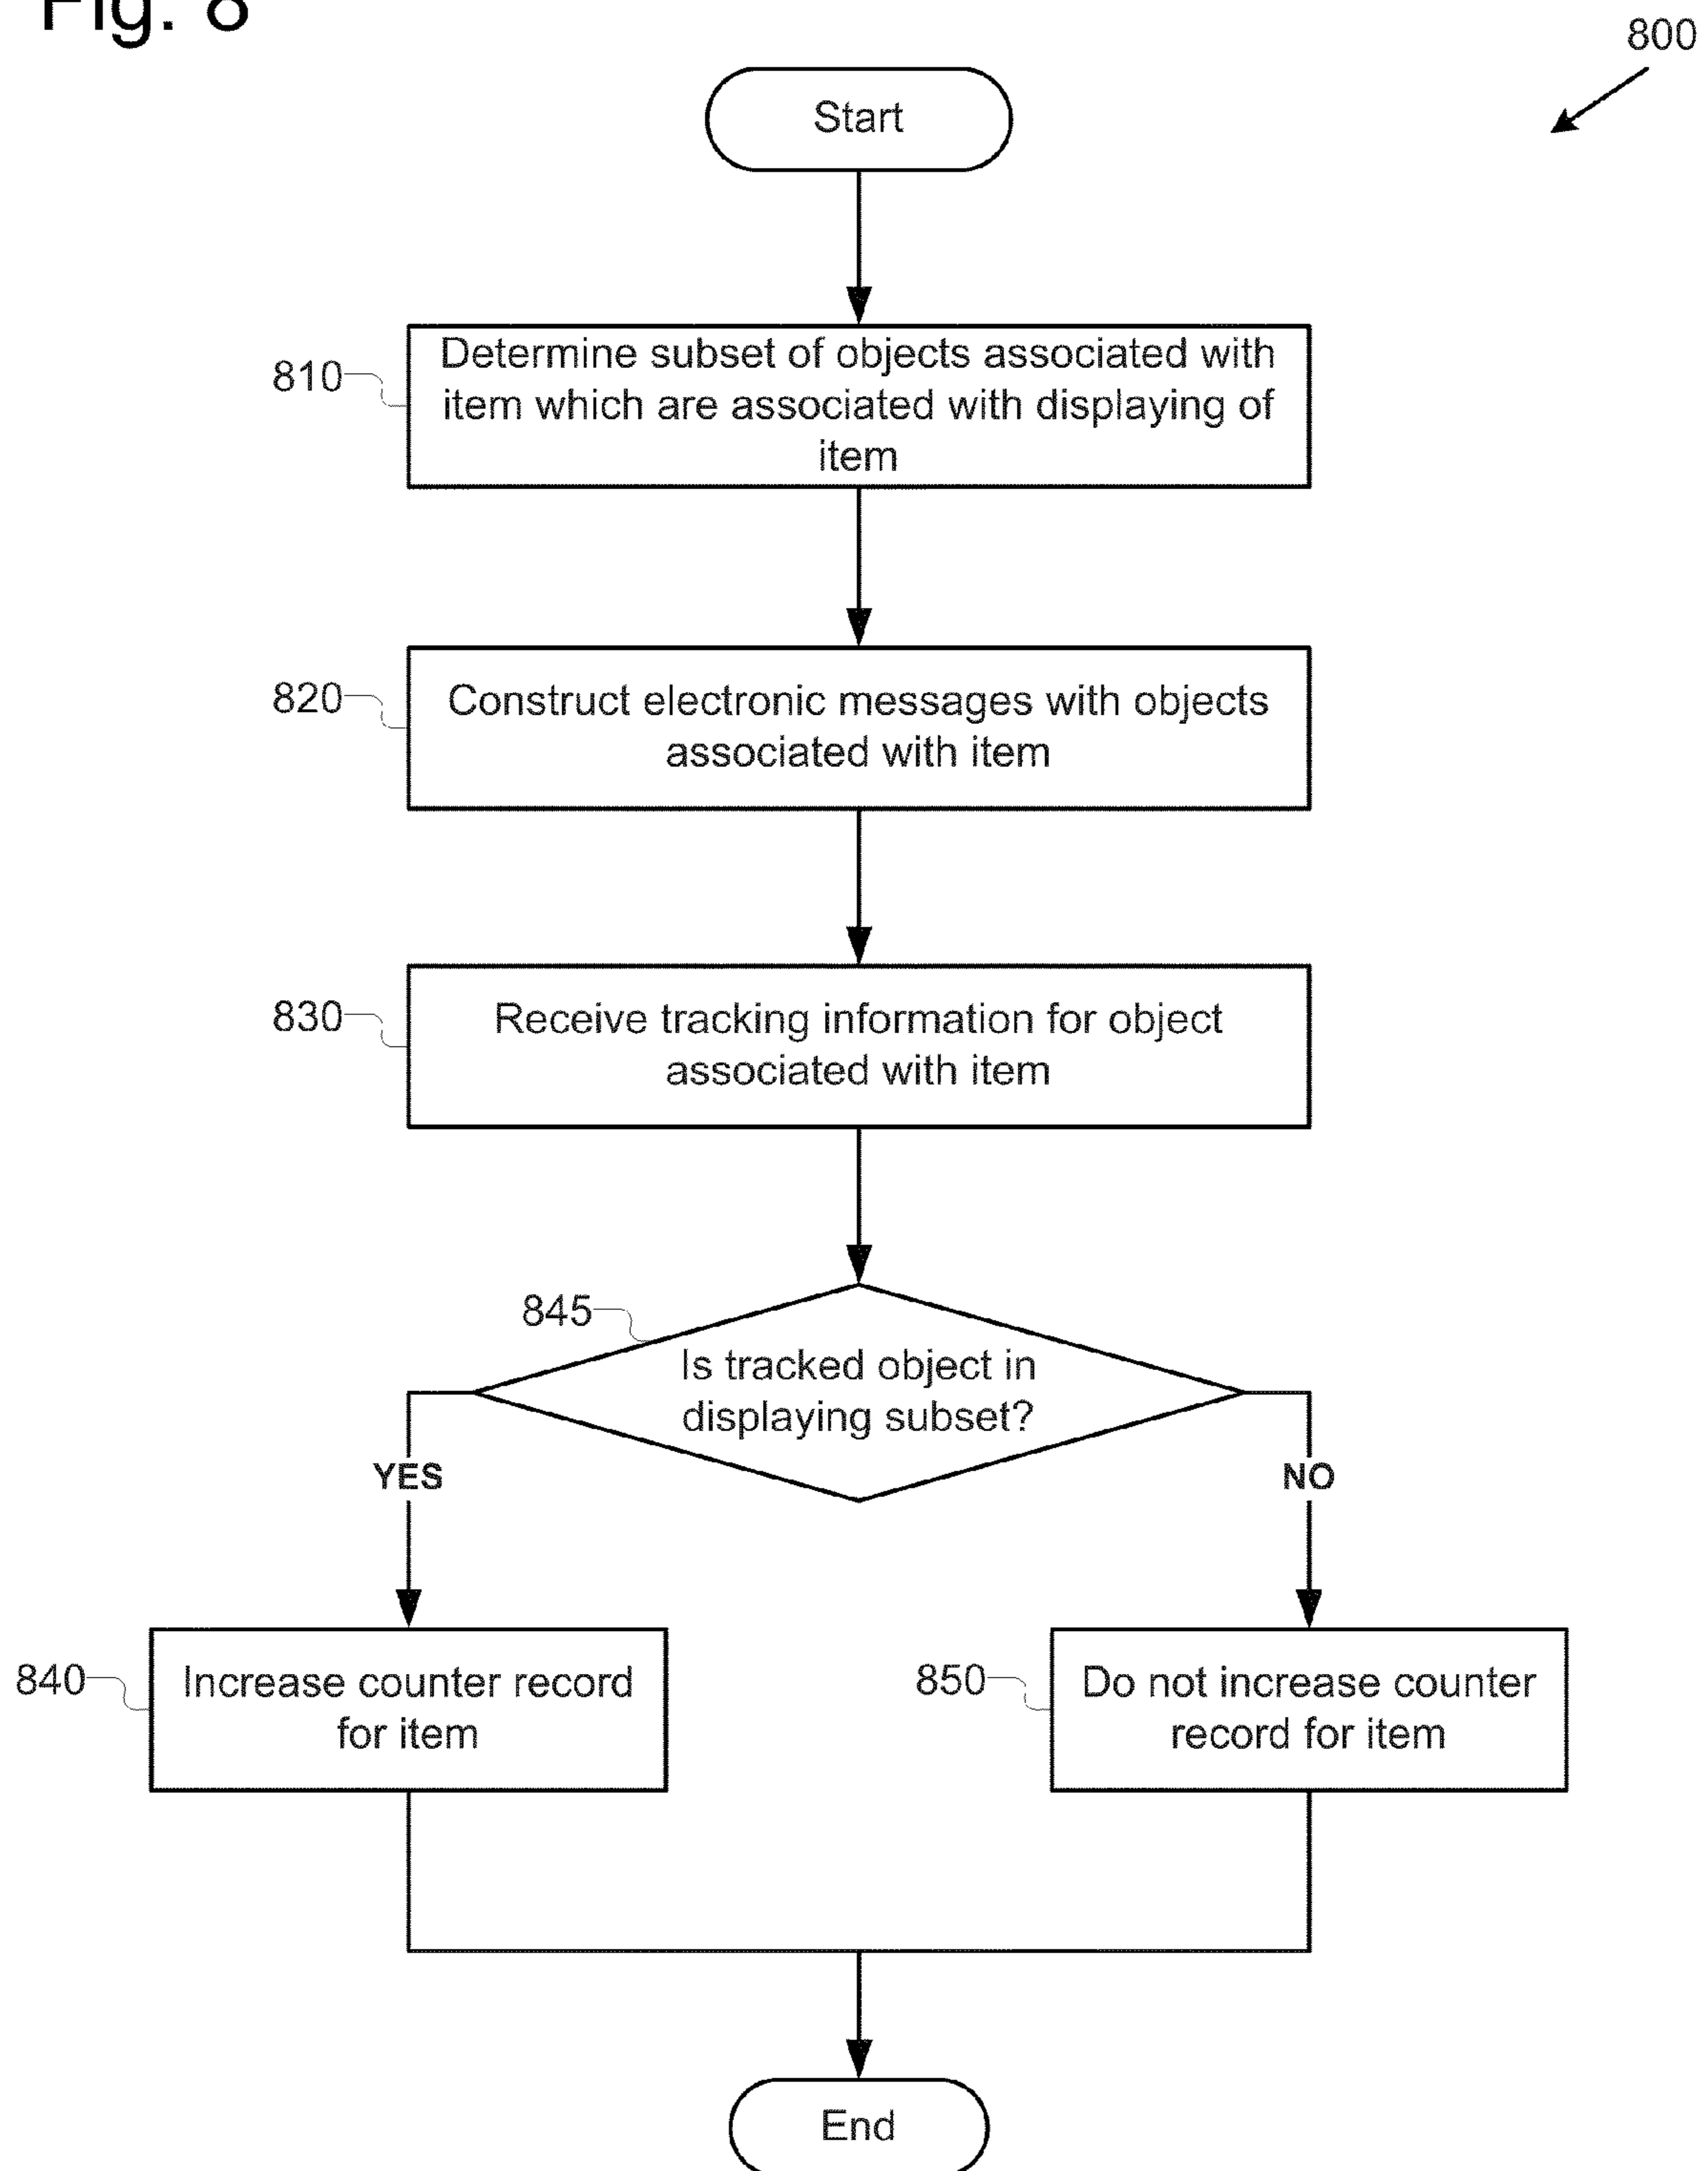 Fig. 8
800
Start
810
Determine subset of objects associated with
item which are associated with displaying of
item
820
Construct electronic messages with objects
associated with item
830
Receive tracking information for object
associated with item
845
Is tracked object in
displaying subset?
YES
NO
840
Increase counter record
for item
850
Do not increase counter
record for item
End